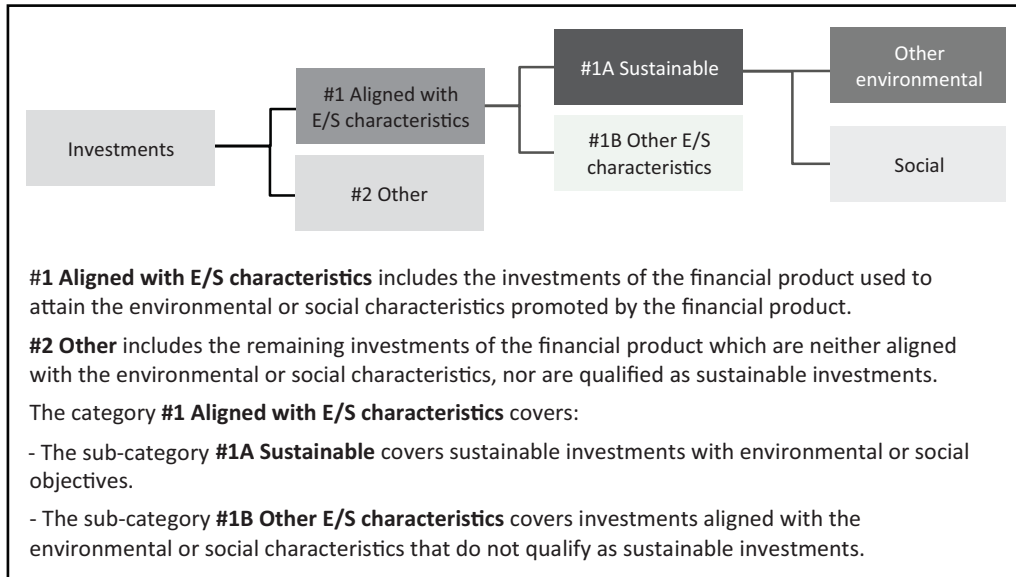 Investments
#1 Aligned with
E/S characteristics
#2 Other
#1A Sustainable
#1B Other E/S
characteristics
Other
environmental
Social
#1 Aligned with E/S characteristics includes the investments of the financial product used to
attain the environmental or social characteristics promoted by the financial product.
#2 Other includes the remaining investments of the financial product which are neither aligned
with the environmental or social characteristics, nor are qualified as sustainable investments.
The category #1 Aligned with E/S characteristics covers:
- The sub-category #1A Sustainable covers sustainable investments with environmental or social
objectives.
- The sub-category #1B Other E/S characteristics covers investments aligned with the
environmental or social characteristics that do not qualify as sustainable investments.